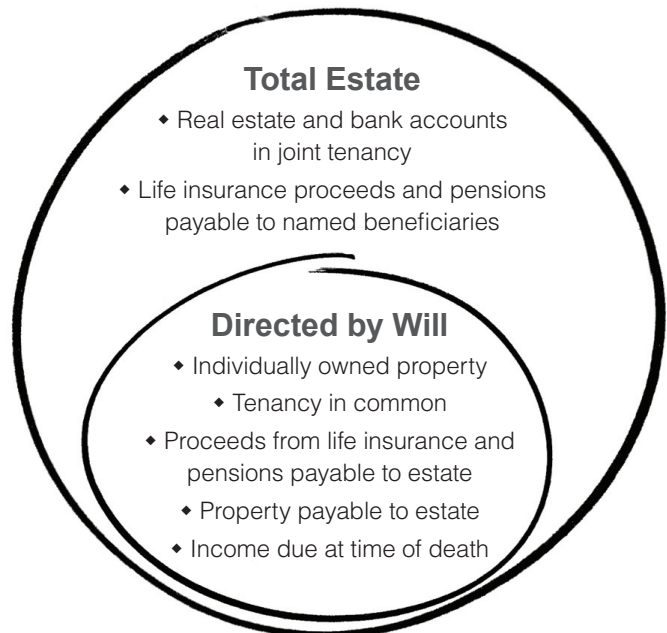 Total Estate
◆ Real estate and bank accounts
in joint tenancy
◆ Life insurance proceeds and pensions
payable to named beneficiaries
Directed by Will
◆ Individually owned property
◆ Tenancy in common
◆ Proceeds from life insurance and
pensions payable to estate
◆ Property payable to estate
◆ Income due at time of death